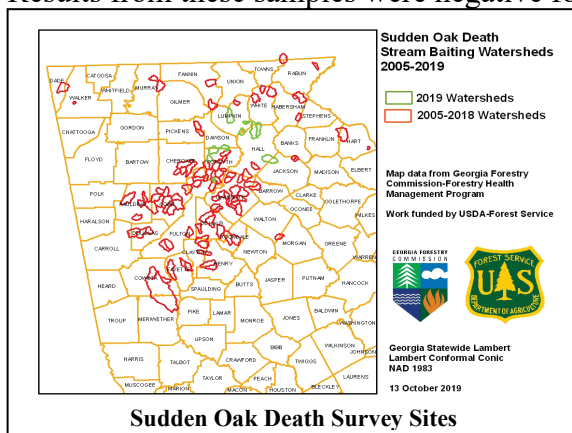 Results from these samples were negative fo
Sudden Oak Death
Stream Baiting Watersheds
2005-2019
2019 Watersheds
2005-2018 Watersheds
Map data from Georgia Forestry
Commission-Forestry Health
Management Program
Work funded by USDA-Forest Service
GEORGIA FORESTRY
COMMISSION
FOREST SERVICE
U S
DEPARTMENT OF AGRICULTURE
Georgia Statewide Lambert
Lambert Conformal Conic
NAD 1983
13 October 2019
DADE
CATOOSA
FANNIN
TOWNS
RABUN
WALKER
WHITFIELD
MURRAY
UNION
GILMER
WHITE
HABERSHAM
LUMPKIN
STEPHENS
CHATTOOGA
GORDON
PICKENS
DAWSON
HALL
BANKS
FRANKLIN
HART
FLOYD
BARTOW
CHEROKEE
JACKSON
MADISON
ELBERT
POLK
BARROW
CLARKE
OGLETHORPE
OCONEE
WILKES
HARALSON
WALTON
CARROLL
FULTON
MORGAN
GREENE
CLAYTON
NEWTON
WARREN
FAYETTE
HENRY
COWETA
HEARD
SPAULDING
BUTTS
JASPER
PUTNAM
HANCOCK
TROUP
MERIWETHER
PIKE
LAMAR
MONROE
JONES
BALDWIN
WASHINGTON
UPSON
BIBB
WILKINSON
JOHNSON
HARRIS
TALBOT
CRAWFORD
TWIGGS
TAYLOR
PEACH
LAURENS
MUSCOGEE
MARION
MACON
HOUSTON
BLECKLEY
Sudden Oak Death Survey Sites